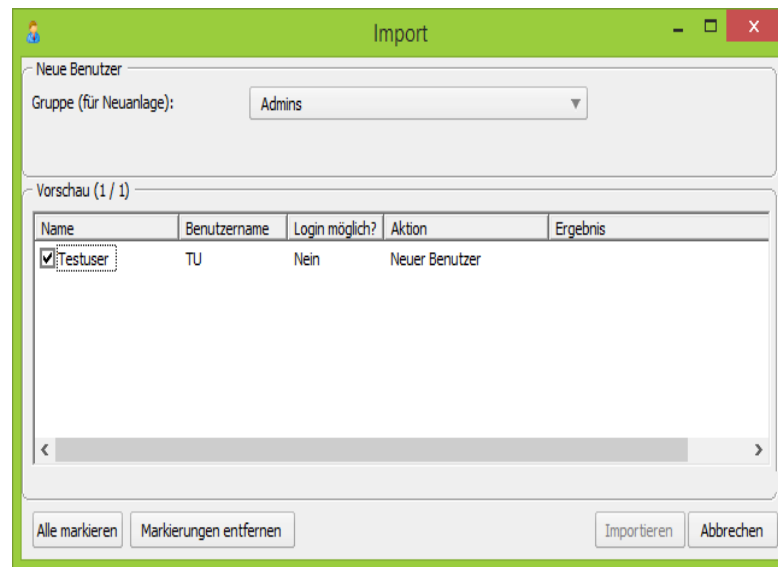 Import
Neue Benutzer
Gruppe (für Neuanlage): Admins
Vorschau (1 / 1)
Name Benutzername Login möglich? Aktion Ergebnis
Testuser TU Nein Neuer Benutzer
Alle markieren Markierungen entfernen Importieren Abbrechen